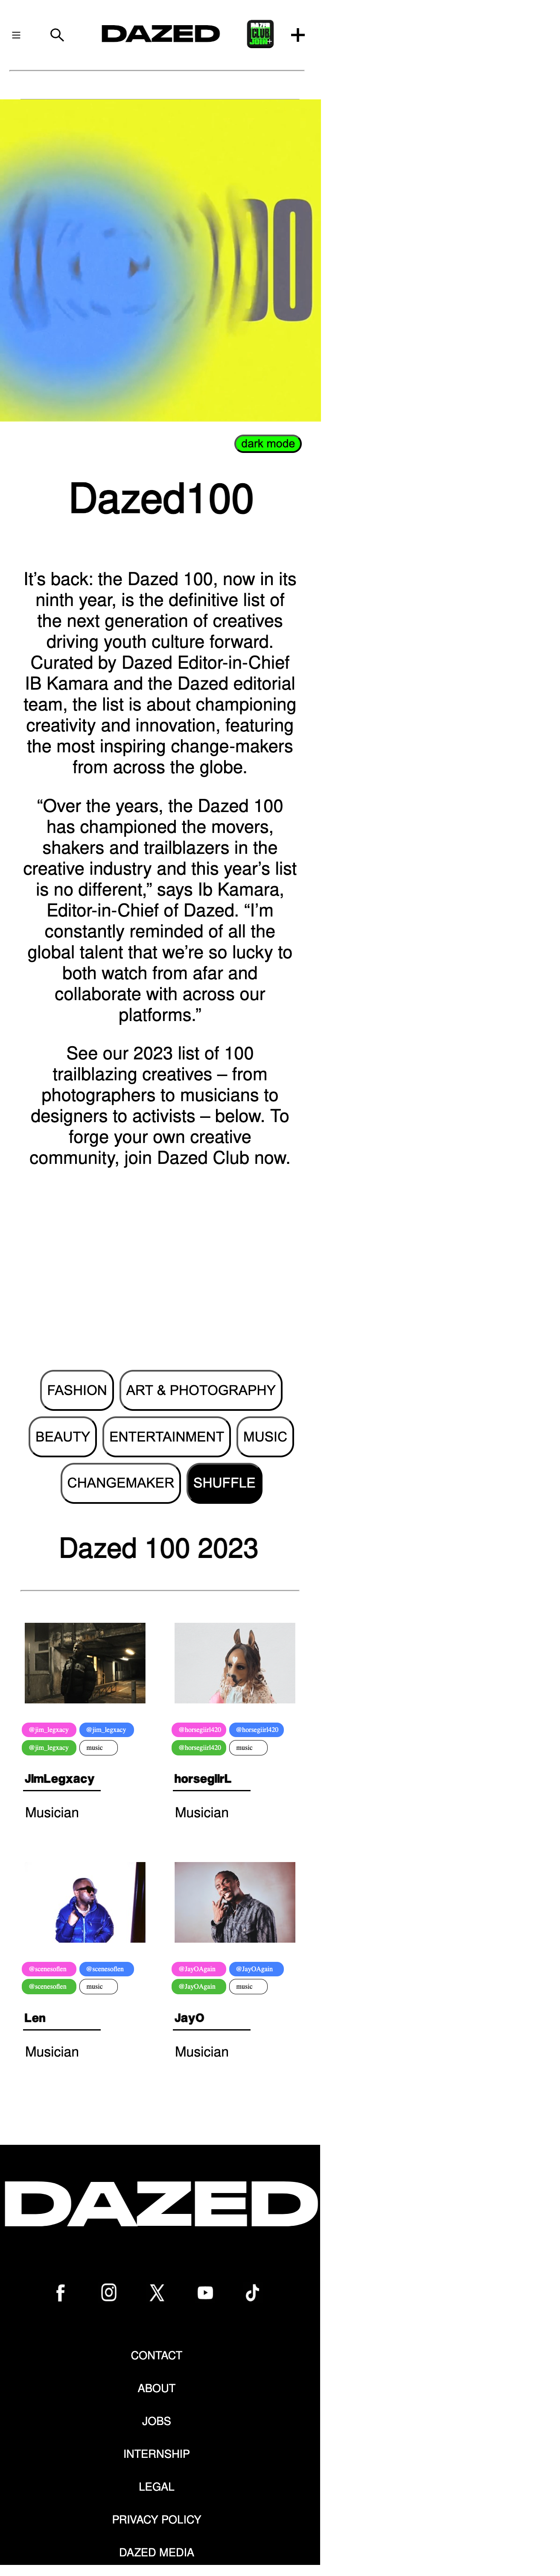 DAZED
DAZED
CLUB
JOIN+
dark mode
Dazed100
It’s back: the Dazed 100, now in its
ninth year, is the definitive list of
the next generation of creatives
driving youth culture forward.
Curated by Dazed Editor-in-Chief
IB Kamara and the Dazed editorial
team, the list is about championing
creativity and innovation, featuring
the most inspiring change-makers
from across the globe.
“Over the years, the Dazed 100
has championed the movers,
shakers and trailblazers in the
creative industry and this year’s list
is no different,” says Ib Kamara,
Editor-in-Chief of Dazed. “I’m
constantly reminded of all the
global talent that we’re so lucky to
both watch from afar and
collaborate with across our
platforms.”
See our 2023 list of 100
trailblazing creatives – from
photographers to musicians to
designers to activists – below. To
forge your own creative
community, join Dazed Club now.
FASHION ART & PHOTOGRAPHY
BEAUTY ENTERTAINMENT MUSIC
CHANGEMAKER SHUFFLE
Dazed 100 2023
@jim_legxacy @jim_legxacy
@jim_legxacy music
JimLegxacy
Musician
@horsegiirl420 @horsegiirl420
@horsegiirl420 music
horsegiirL
Musician
@scenesoflen @scenesoflen
@scenesoflen music
Len
Musician
@JayOAgain @JayOAgain
@JayOAgain music
JayO
Musician
DAZED
CONTACT
ABOUT
JOBS
INTERNSHIP
LEGAL
PRIVACY POLICY
DAZED MEDIA